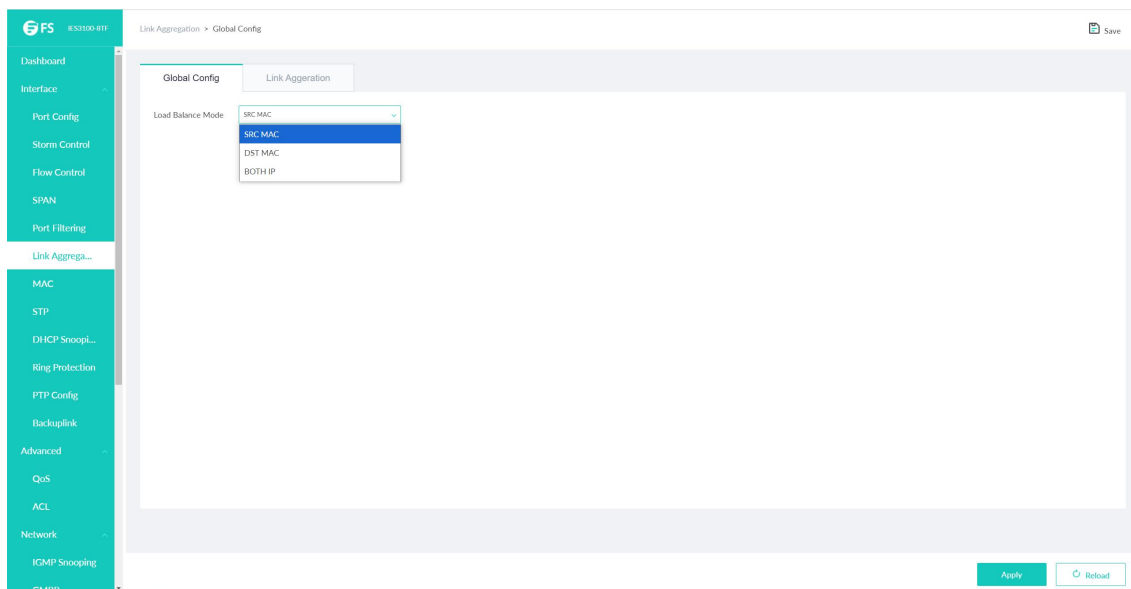 FS IES3100-8TF
Link Aggregation > Global Config
Save
Dashboard
Interface
Port Config
Storm Control
Flow Control
SPAN
Port Filtering
Link Aggrega...
MAC
STP
DHCP Snoopi...
Ring Protection
PTP Config
Backuplink
Advanced
QoS
ACL
Network
IGMP Snooping
Global Config
Link Aggeration
Load Balance Mode
SRC MAC
SRC MAC
DST MAC
BOTH IP
Apply
Reload